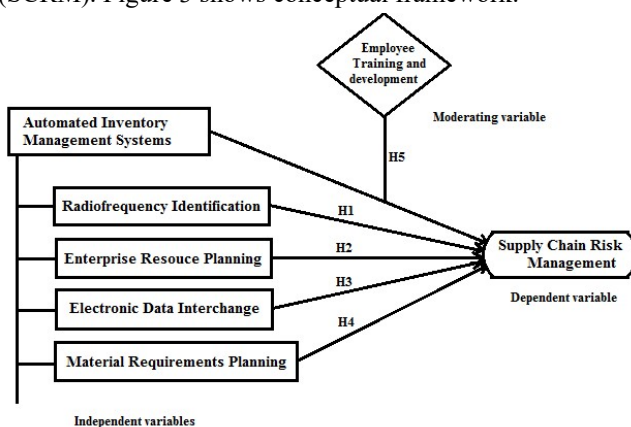 (SCRM). Figure 3 shows conceptual framework.
Employee
Training and
development
Moderating variable
Automated Inventory
Management Systems
H5
Radiofrequency Identification
H1
Enterprise Resouce Planning
H2
Supply Chain Risk
Management
H3
Electronic Data Interchange
Dependent variable
H4
Material Requirements Planning
Independent variables